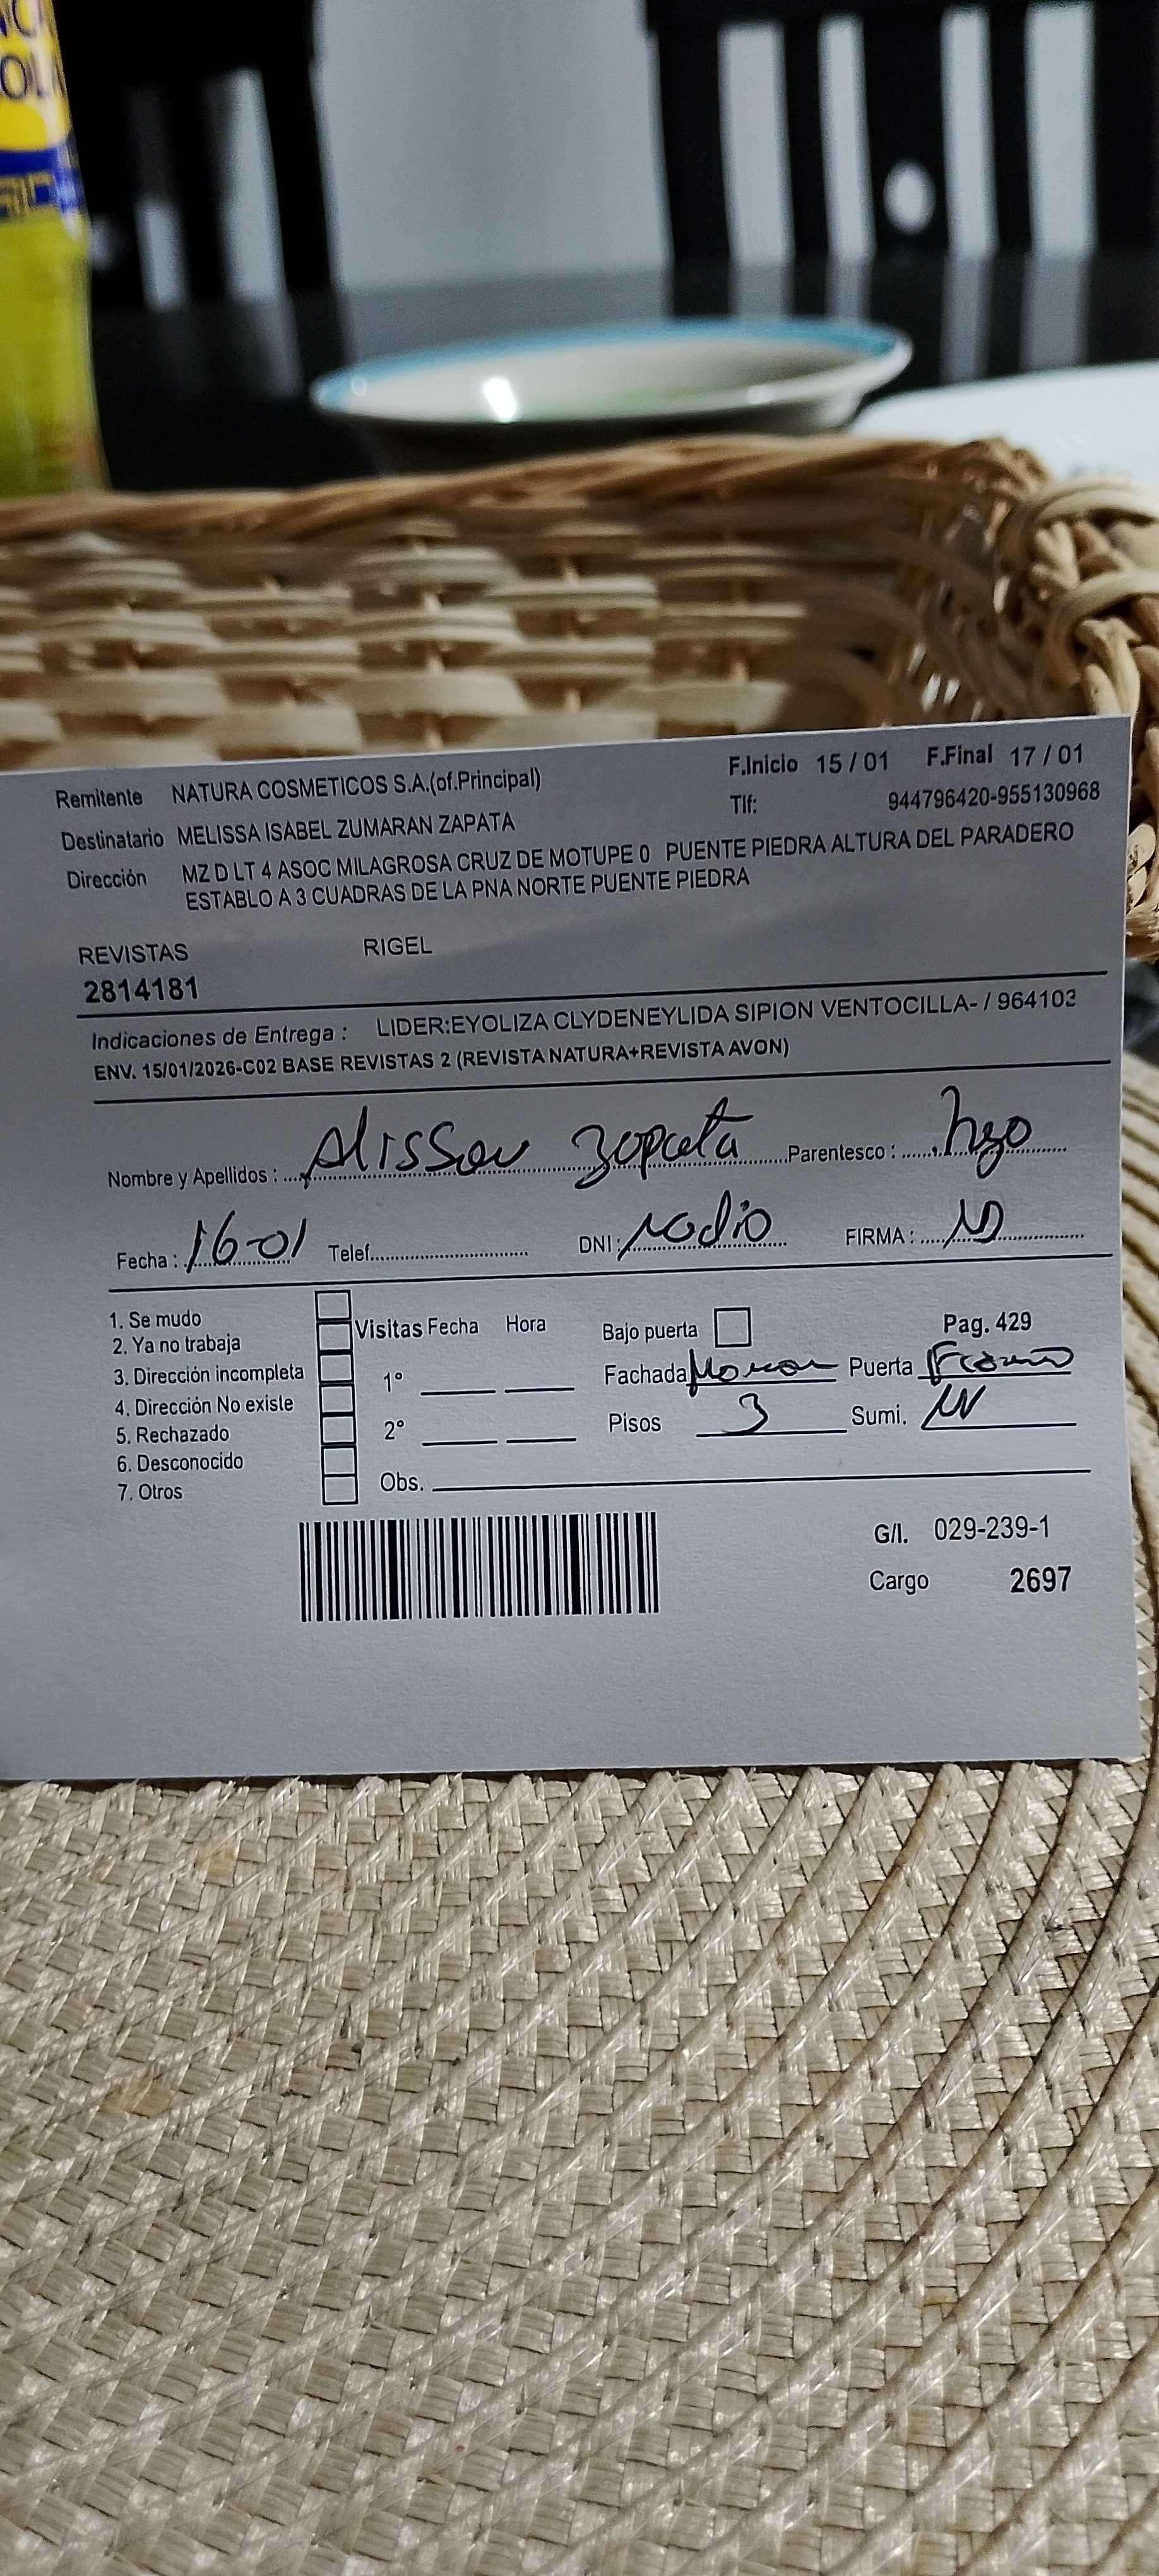 Remitente NATURA COSMETICOS S.A.(of.Principal) F.Inicio 15 / 01 F.Final 17 / 01
Destinatario MELISSA ISABEL ZUMARAN ZAPATA Tlf: 944796420-955130968
Dirección MZ D LT 4 ASOC MILAGROSA CRUZ DE MOTUPE 0 PUENTE PIEDRA ALTURA DEL PARADERO
ESTABLO A 3 CUADRAS DE LA PNA NORTE PUENTE PIEDRA
REVISTAS RIGEL
2814181
Indicaciones de Entrega : LIDER:EYOLIZA CLYDENEYLIDA SIPION VENTOCILLA- / 964103
ENV. 15/01/2026-C02 BASE REVISTAS 2 (REVISTA NATURA+REVISTA AVON)
Nombre y Apellidos : Alisson Zapata Parentesco :
Fecha : 16-01 Telef. DNI : FIRMA :
1. Se mudo
2. Ya no trabaja Visitas Fecha Hora Bajo puerta Pag. 429
3. Dirección incompleta 1° Fachada Puerta
4. Dirección No existe
5. Rechazado 2° Pisos 3 Sumi.
6. Desconocido
7. Otros Obs.
G/I. 029-239-1
Cargo 2697